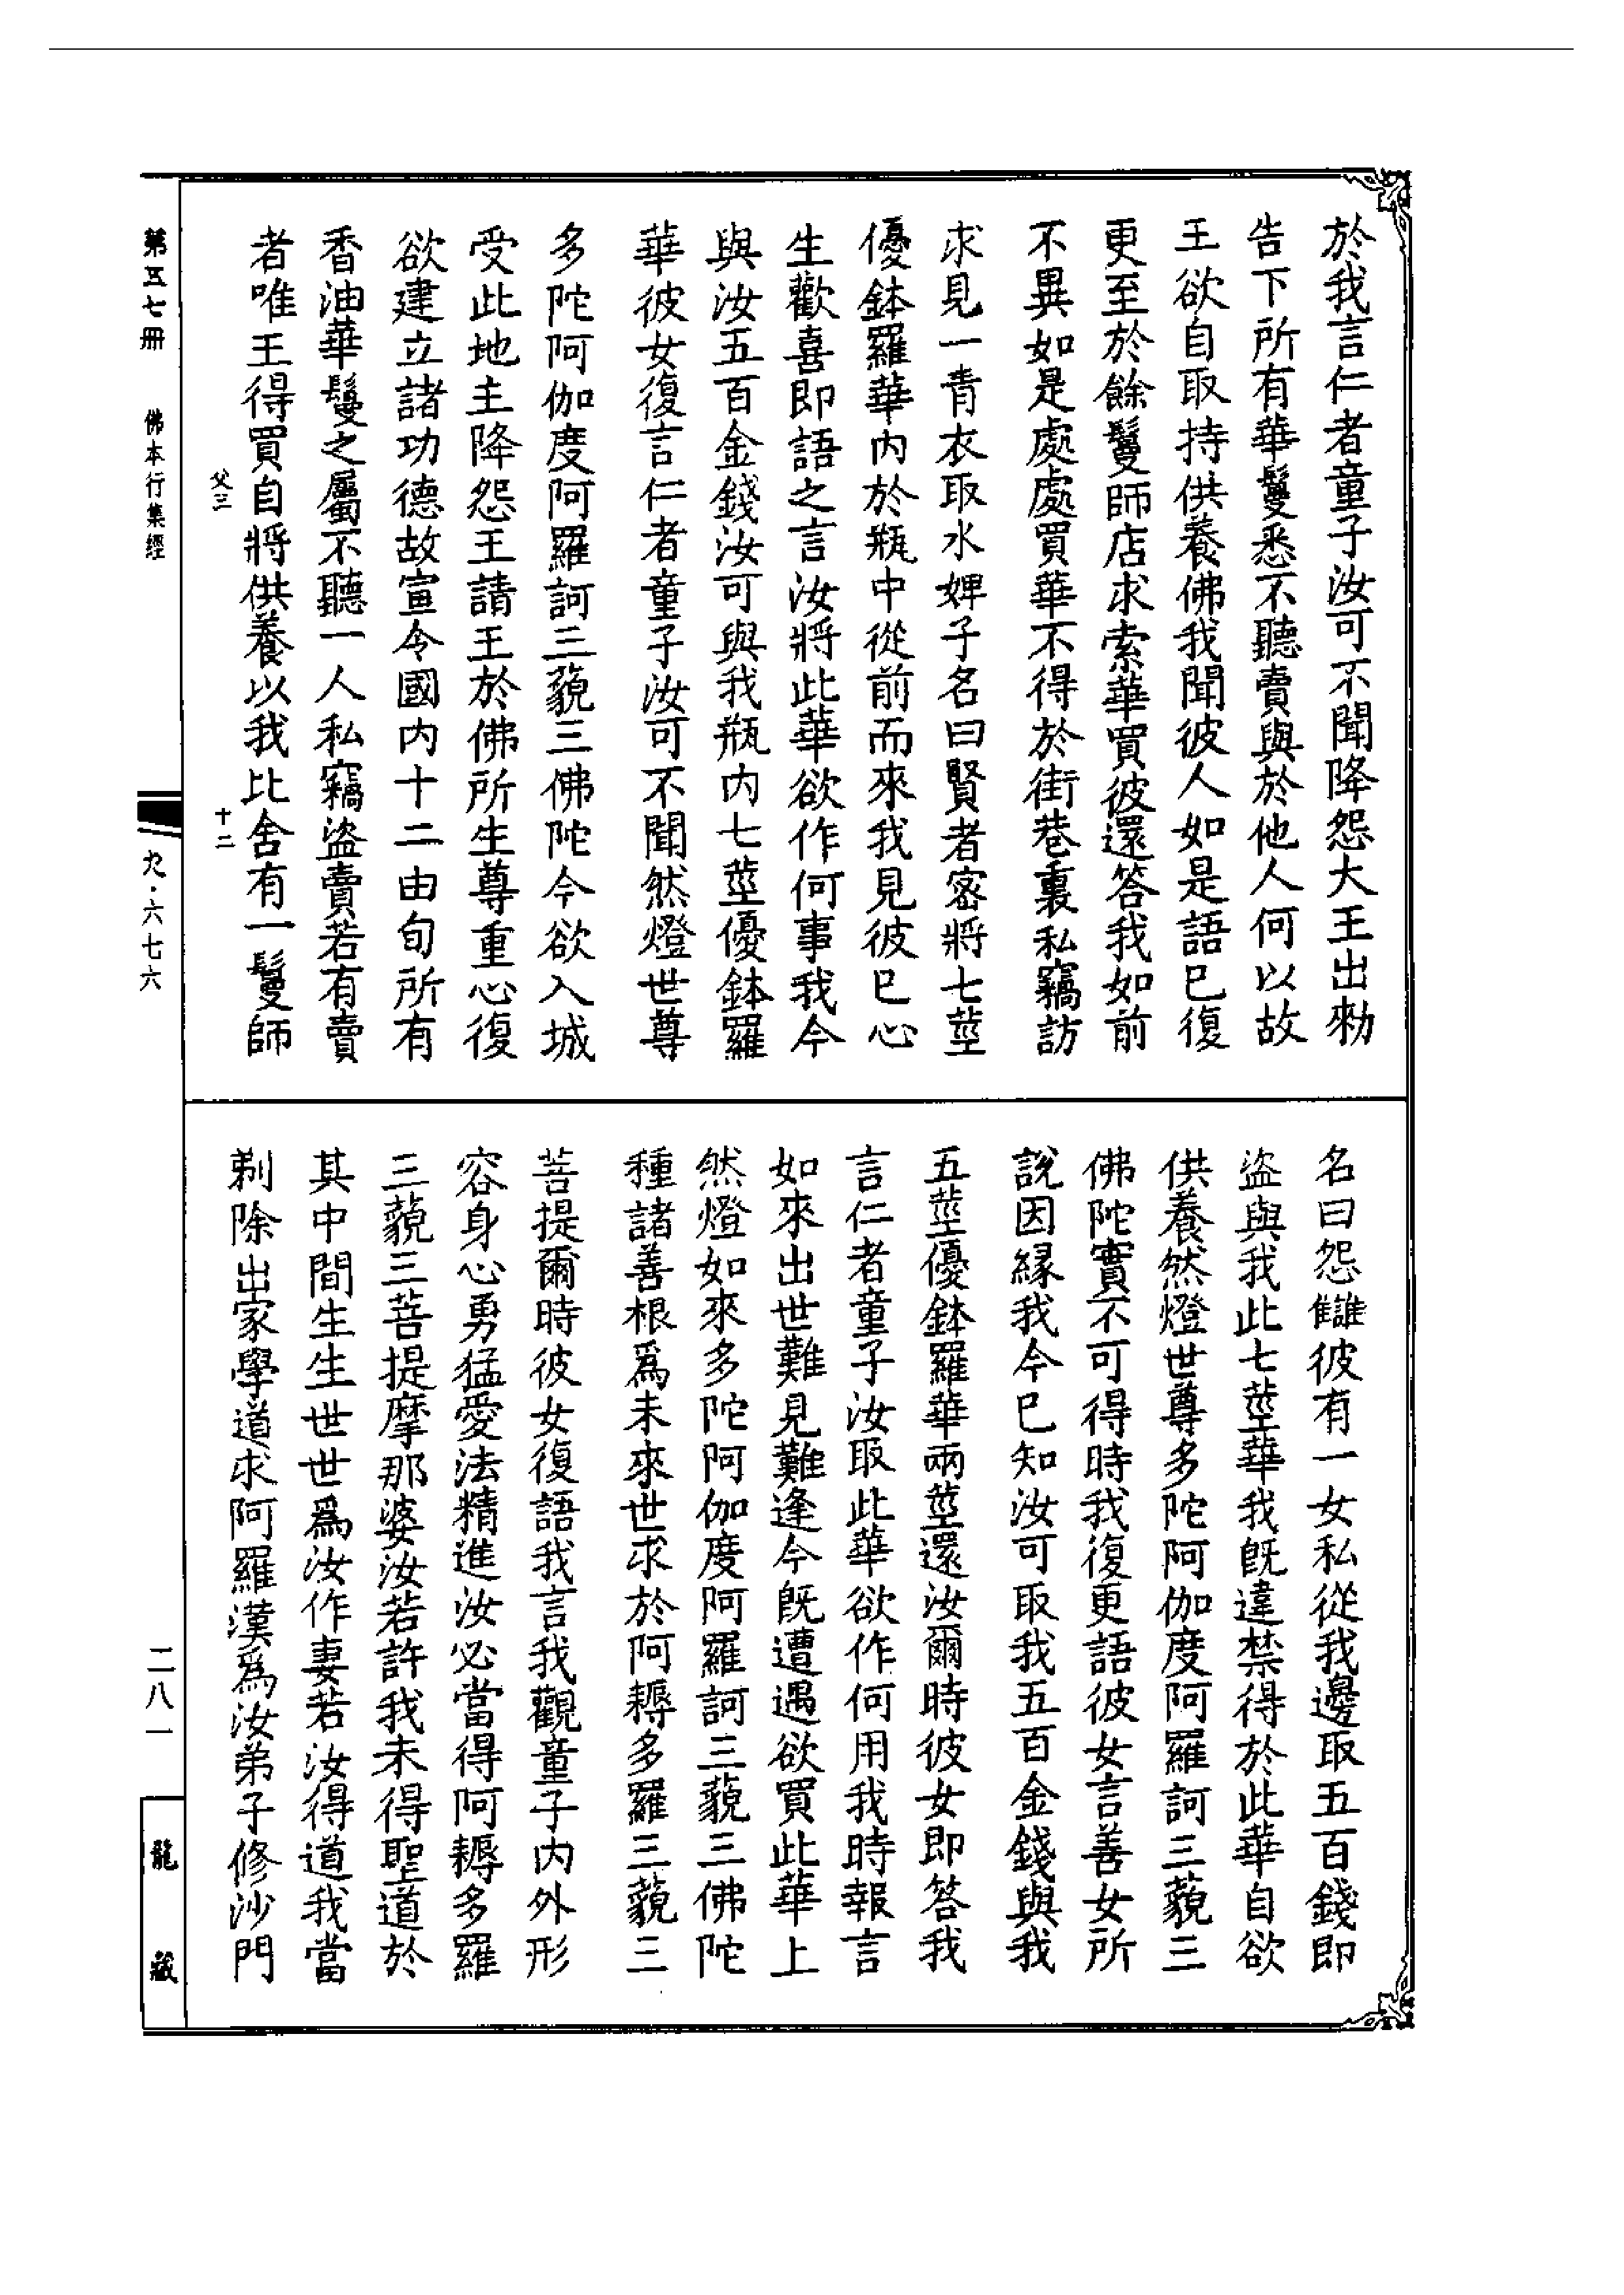 於我言仁者童子汝可不聞降怨大王出勑
告下所有華鬘悉不聽賣與於他人何以故
王欲自取持供養佛我聞彼人如是語已復
更至於餘鬘師店求索華買彼還答我如前
不異如是處處買華不得於街巷裏私竊訪
求見一青衣取水婢子名曰賢者密將七莖
優鉢羅華內於瓶中從前而來我見彼已心
生歡喜即語之言汝將此華欲作何事我今
與汝五百金錢汝可與我瓶內七莖優鉢羅
華彼女復言仁者童子汝可不聞然燈世尊
多陀阿伽度阿羅訶三藐三佛陀今欲入城
受此地主降怨王請王於佛所生尊重心復
欲建立諸功德故宣令國內十二由旬所有
香油華鬘之屬不聽一人私竊盜賣若有賣
者唯王得買自將供養以我比舍有一鬘師
父三
十二
名曰怨讎彼有一女私從我邊取五百錢即
盜與我此七莖華我旣違禁得於此華自欲
供養然燈世尊多陀阿伽度阿羅訶三藐三
佛陀實不可得時我復更語彼女言善女所
說因緣我今已知汝可取我五百金錢與我
五莖優鉢羅華兩莖還汝爾時彼女即答我
言仁者童子汝取此華欲作何用我時報言
如來出世難見難逢今旣遭遇欲買此華上
然燈如來多陀阿伽度阿羅訶三藐三佛陀
種諸善根爲未來世求於阿耨多羅三藐三
菩提爾時彼女復語我言我觀童子內外形
容身心勇猛愛法精進汝必當得阿耨多羅
三藐三菩提摩那婆汝若許我未得聖道於
其中間生生世世爲汝作妻若汝得道我當
剃除出家學道求阿羅漢爲汝弟子修沙門
第五七冊
佛本行集經
九·六七六
二八一
龍藏